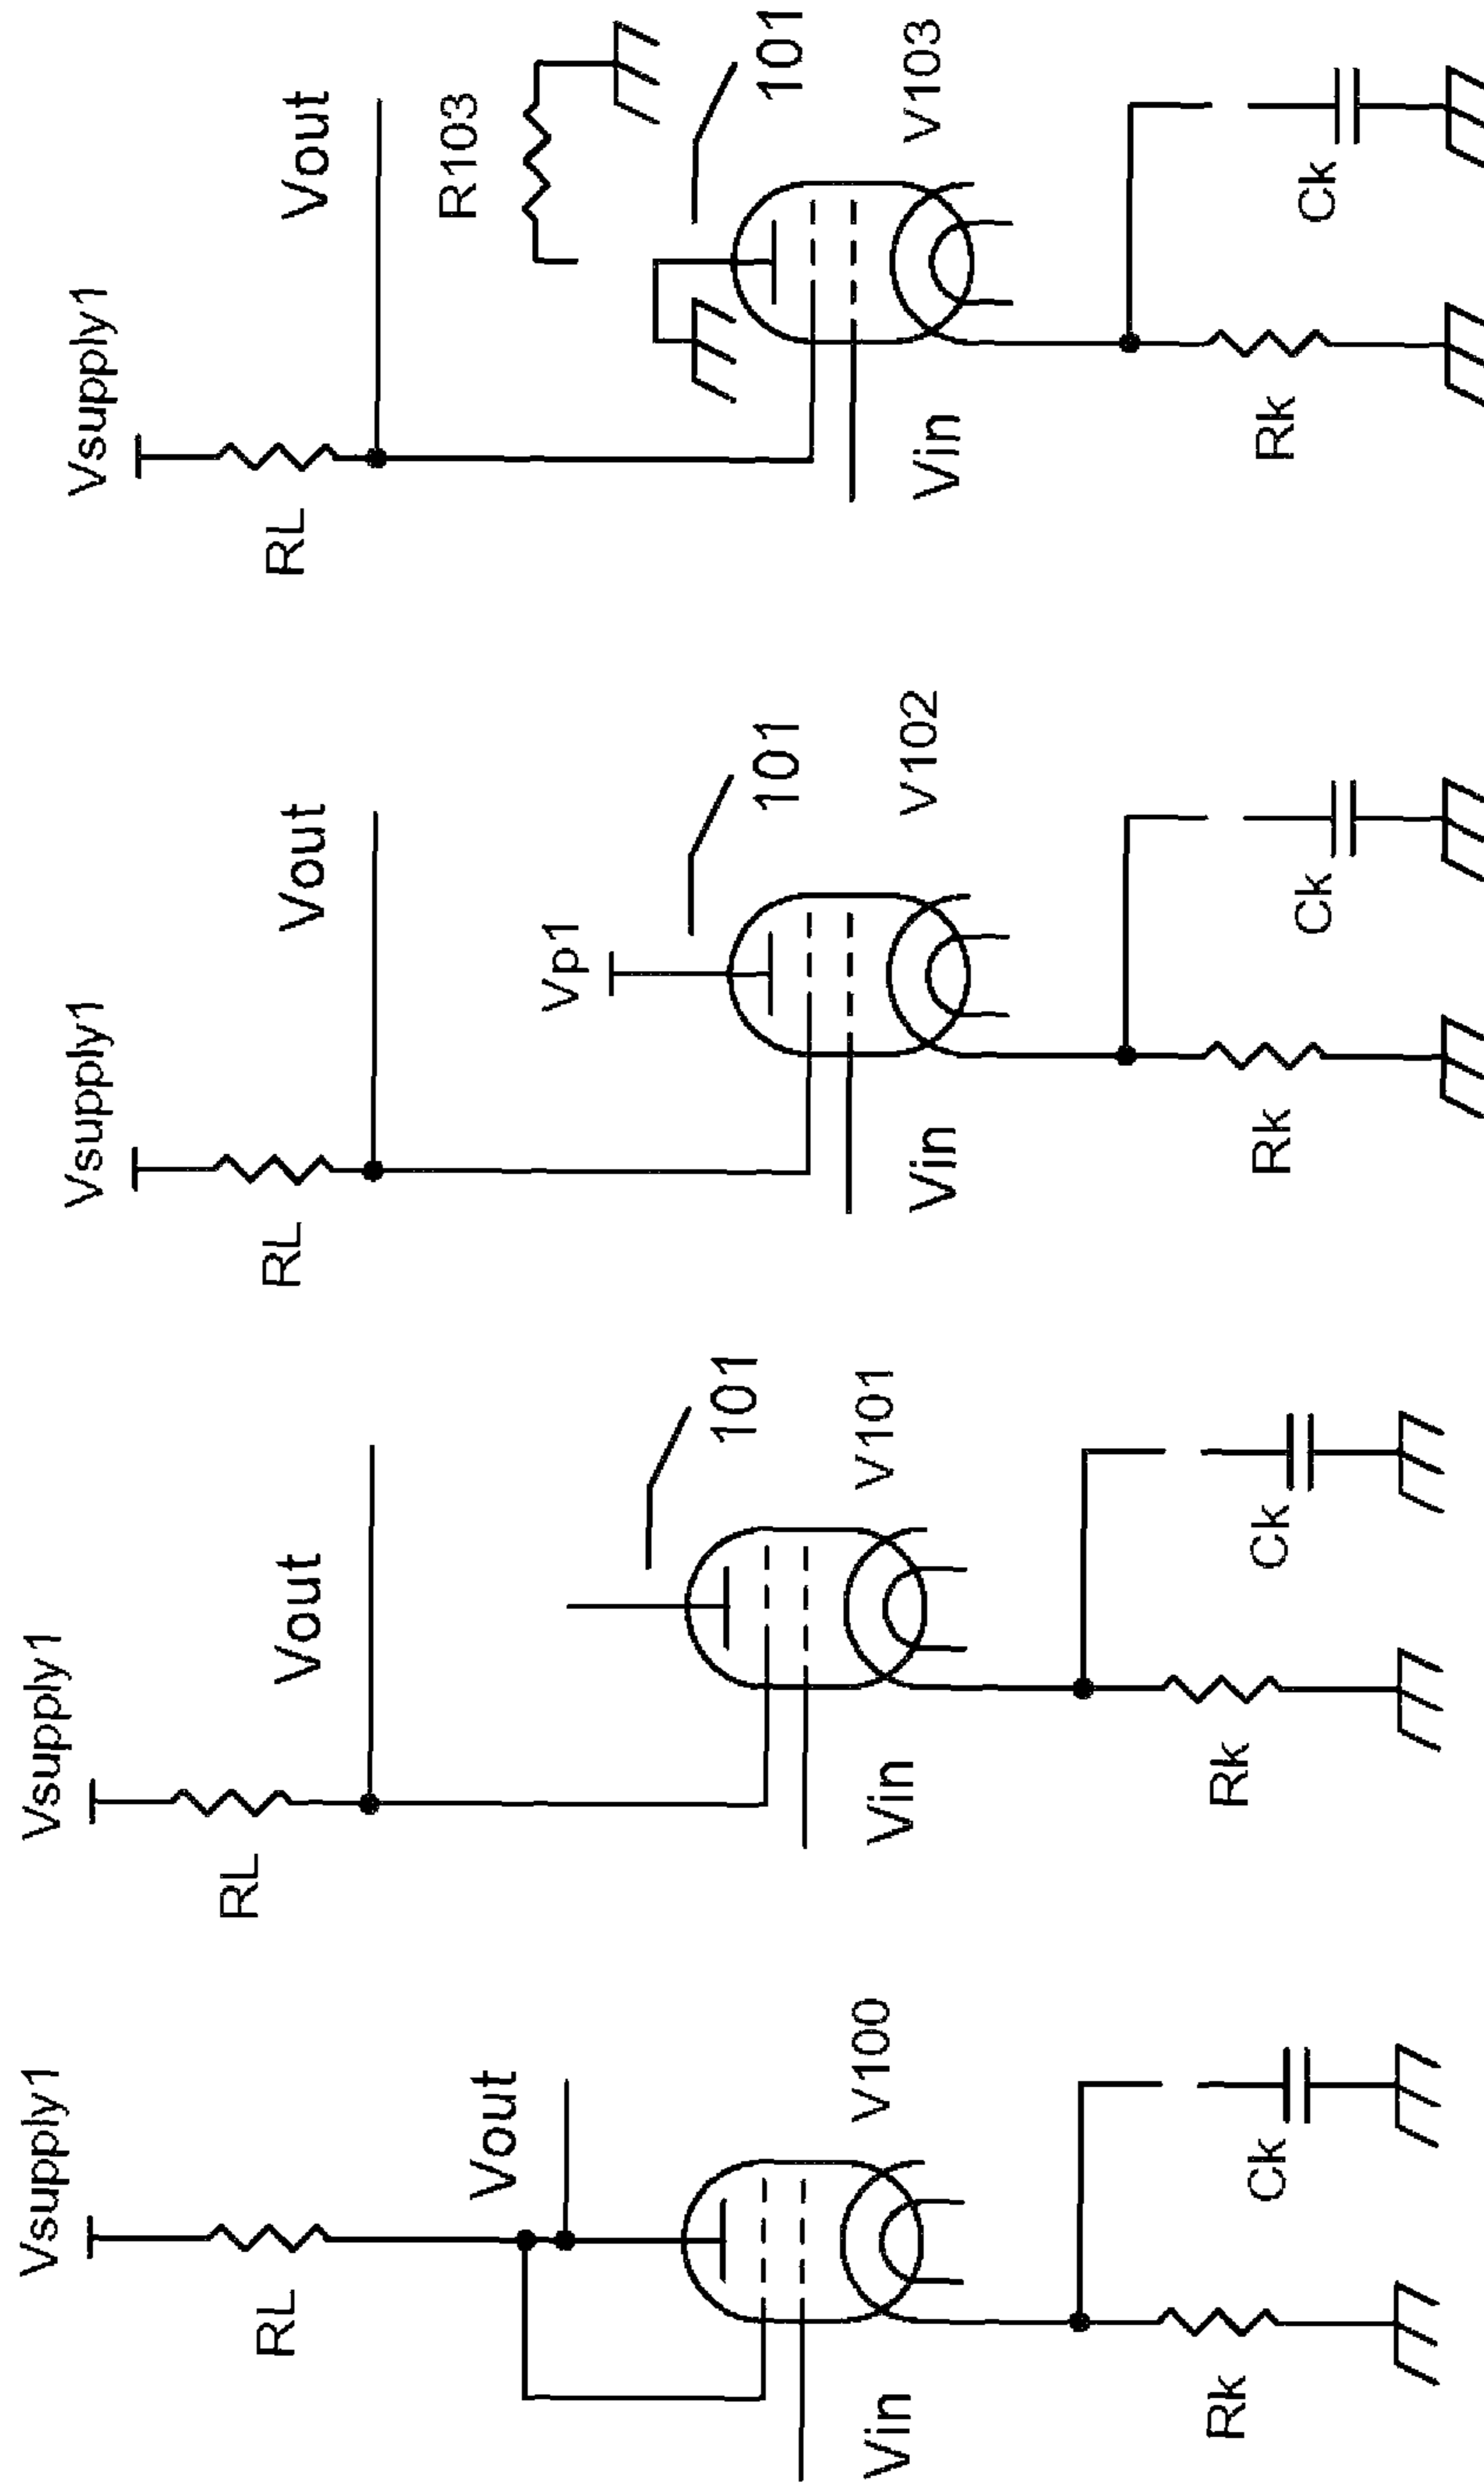 Vsupply1
RL
Vout
V100
Vin
Ck
Rk
Vsupply1
RL
Vout
101
V101
Vin
Ck
Rk
Vsupply1
RL
Vout
Vp1
101
V102
Vin
Ck
Rk
Vsupply1
RL
Vout
R103
101
V103
Vin
Ck
Rk